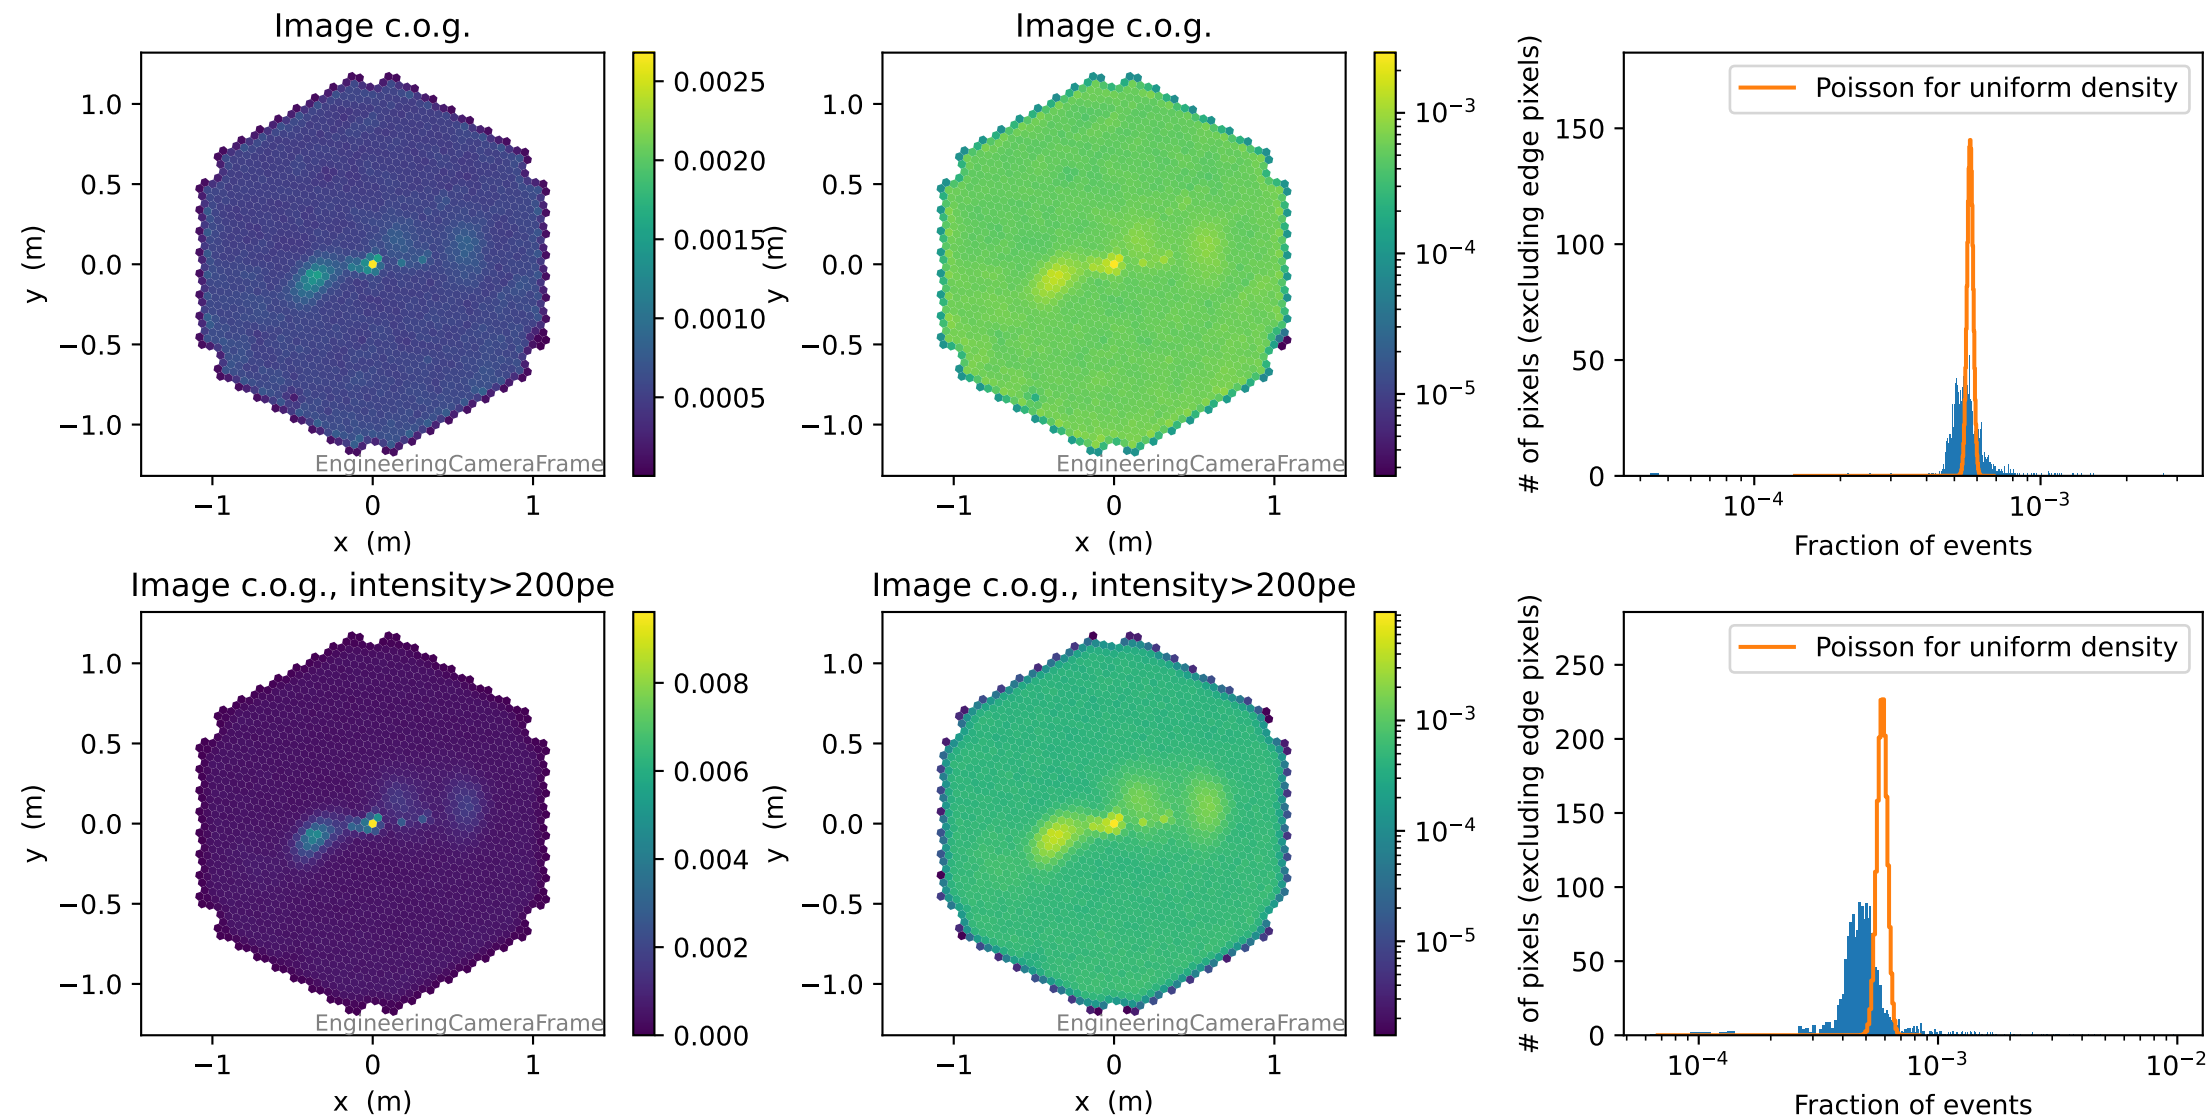 Image c.o.g.
1.0
0.5
0.0
−0.5
−1.0
y (m)
−1
0
1
x (m)
EngineeringCameraFrame
0.0025
0.0020
0.0015
0.0010
0.0005
Image c.o.g.
1.0
0.5
0.0
−0.5
−1.0
y (m)
−1
0
1
x (m)
EngineeringCameraFrame
10−3
10−4
10−5
# of pixels (excluding edge pixels)
150
100
50
0
Poisson for uniform density
10−4
10−3
Fraction of events
Image c.o.g., intensity>200pe
1.0
0.5
0.0
−0.5
−1.0
y (m)
−1
0
1
x (m)
EngineeringCameraFrame
0.008
0.006
0.004
0.002
0.000
Image c.o.g., intensity>200pe
1.0
0.5
0.0
−0.5
−1.0
y (m)
−1
0
1
x (m)
EngineeringCameraFrame
10−3
10−4
10−5
# of pixels (excluding edge pixels)
250
200
150
100
50
0
Poisson for uniform density
10−4
10−3
10−2
Fraction of events